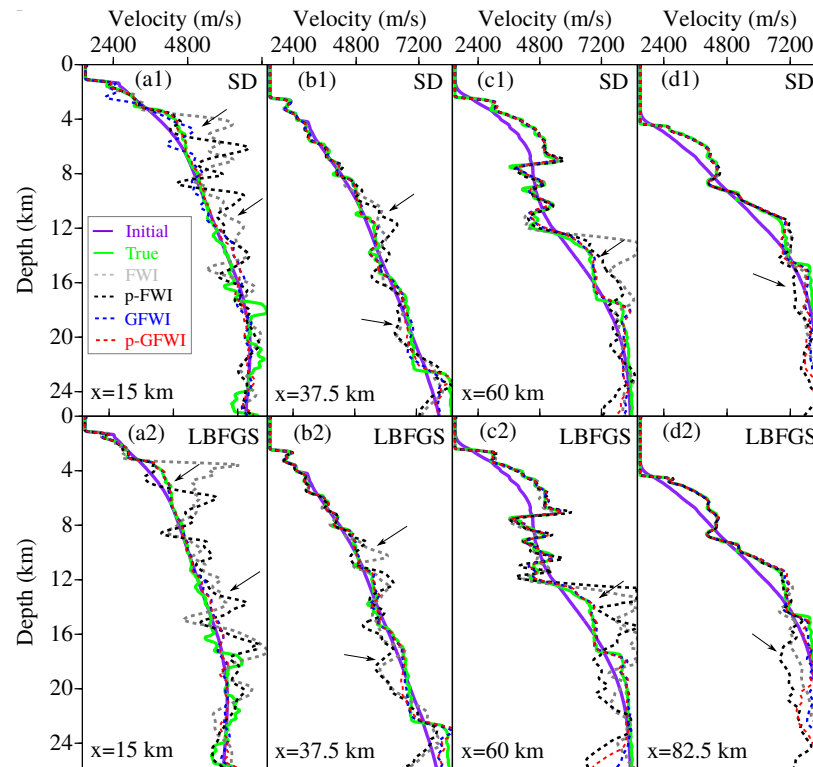 Velocity (m/s) Velocity (m/s) Velocity (m/s) Velocity (m/s)
2400 4800 2400 4800 7200 2400 4800 7200 2400 4800 7200
0 (a1) SD (b1) SD (c1) SD (d1) SD
4
8
12
16
20
24
Depth (km)
Initial
True
FWI
p-FWI
GFWI
p-GFWI
x=15 km x=37.5 km x=60 km
0 (a2) LBFGS (b2) LBFGS (c2) LBFGS (d2) LBFGS
4
8
12
16
20
24
Depth (km)
x=15 km x=37.5 km x=60 km x=82.5 km